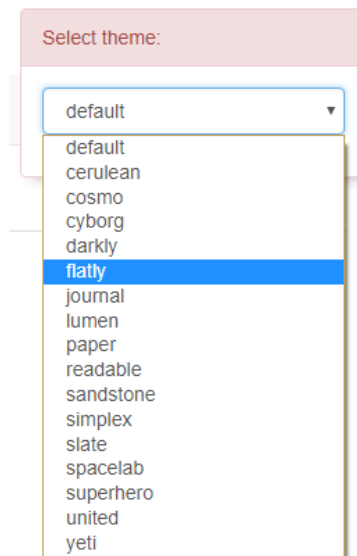 Select theme:
default
default
cerulean
cosmo
cyborg
darkly
flatly
journal
lumen
paper
readable
sandstone
simplex
slate
spacelab
superhero
united
yeti